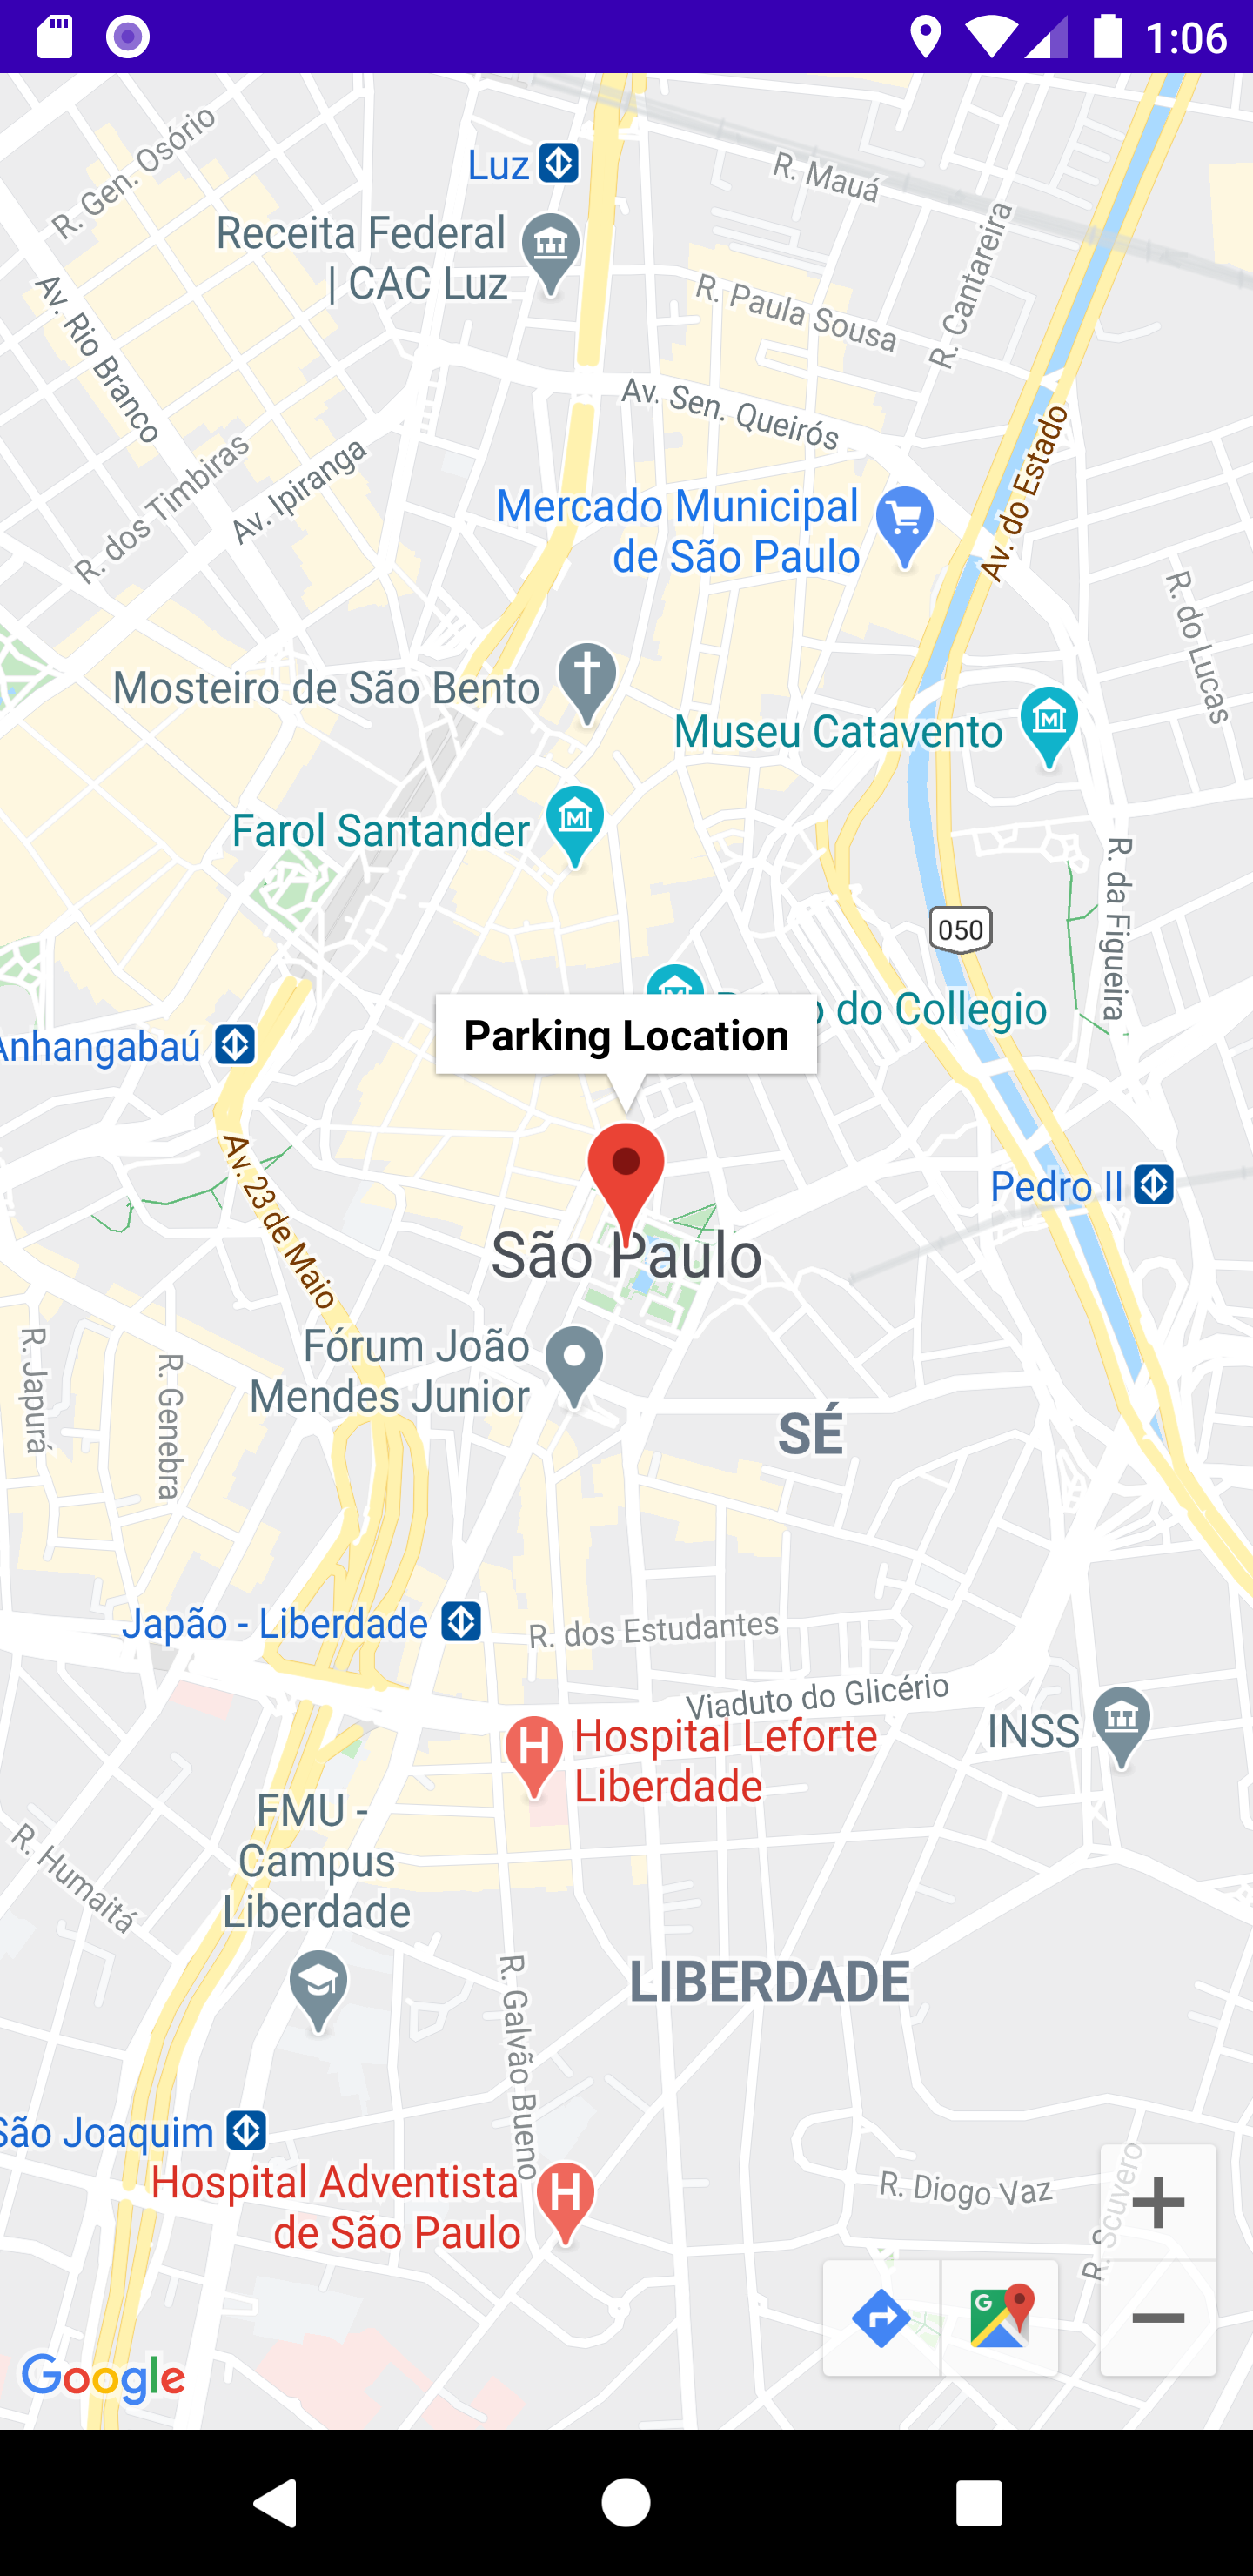 1:06
R. Gen. Osório
Luz
R. Mauá
Receita Federal
| CAC Luz
R. Cantareira
Av. Rio Branco
R. Paula Sousa
Av. Sen. Queirós
R. dos Timbiras
Av. Ipiranga
Av. do Estado
Mercado Municipal
de São Paulo
R. do Lucas
Mosteiro de São Bento
Museu Catavento
Farol Santander
R. da Figueira
050
do Collegio
Parking Location
Anhangabaú
Av. 23 de Maio
Pedro II
São Paulo
R. Japurá
R. Genebra
Fórum João
Mendes Junior
SÉ
Japão - Liberdade
R. dos Estudantes
Viaduto do Glicério
Hospital Leforte
Liberdade
INSS
FMU -
Campus
Liberdade
R. Humaitá
LIBERDADE
R. Galvão Bueno
São Joaquim
Hospital Adventista
de São Paulo
R. Diogo Vaz
R. Scuvero
G
Google